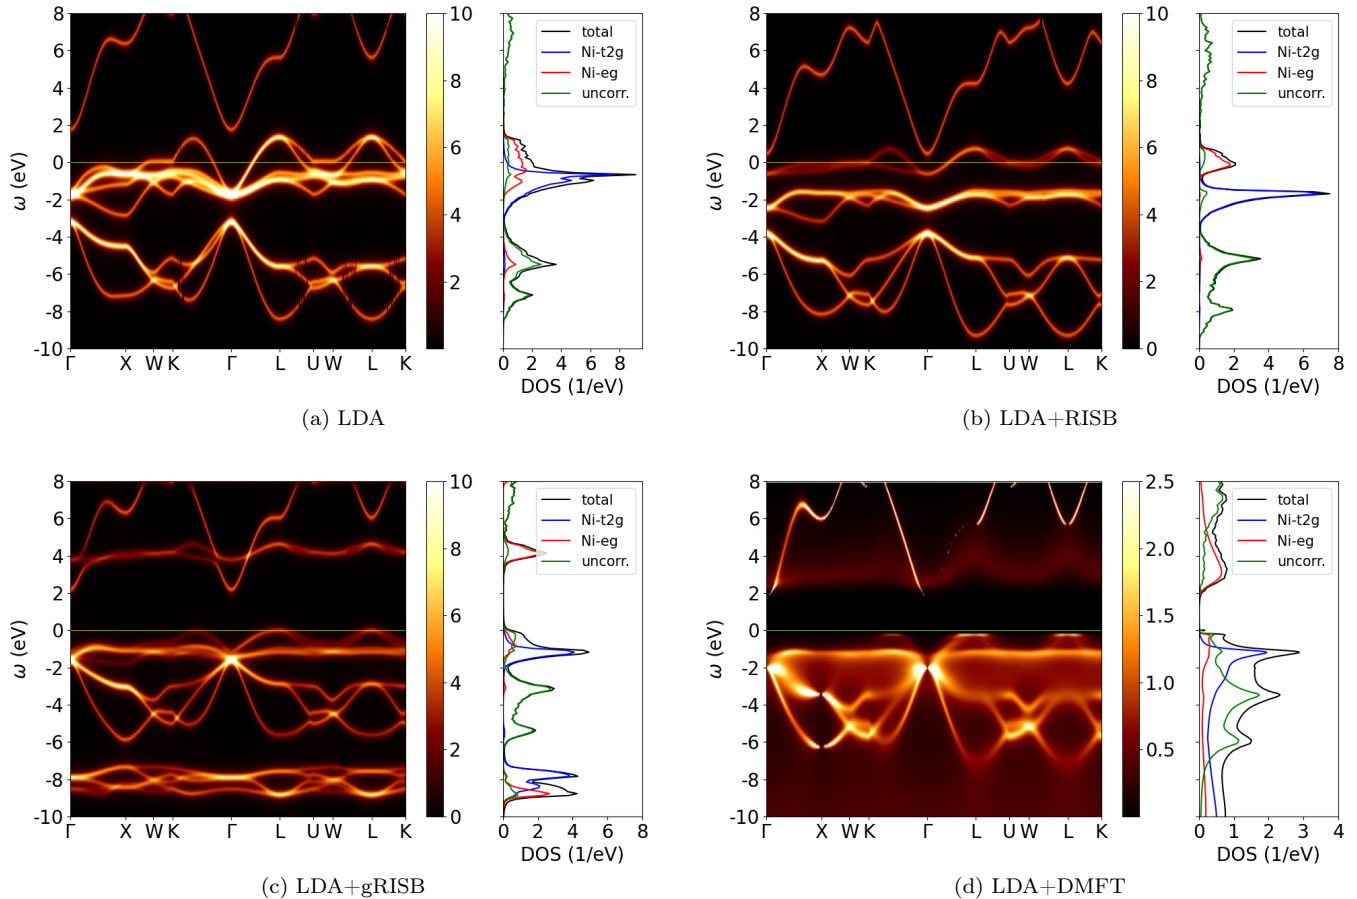 8
6
4
2
0
-2
-4
-6
-8
-10
ω (eV)
Γ X W K Γ L U W L K
10
8
6
4
2
total
Ni-t2g
Ni-eg
uncorr.
0 2 4 6 8
DOS (1/eV)
(a) LDA
8
6
4
2
0
-2
-4
-6
-8
-10
ω (eV)
Γ X W K Γ L U W L K
10
8
6
4
2
0
total
Ni-t2g
Ni-eg
uncorr.
0 2 4 6 8
DOS (1/eV)
(b) LDA+RISB
8
6
4
2
0
-2
-4
-6
-8
-10
ω (eV)
Γ X W K Γ L U W L K
10
8
6
4
2
0
total
Ni-t2g
Ni-eg
uncorr.
0 2 4 6 8
DOS (1/eV)
(c) LDA+gRISB
8
6
4
2
0
-2
-4
-6
-8
-10
ω (eV)
Γ X W K Γ L U W L K
2.5
2.0
1.5
1.0
0.5
total
Ni-t2g
Ni-eg
uncorr.
0 1 2 3 4
DOS (1/eV)
(d) LDA+DMFT